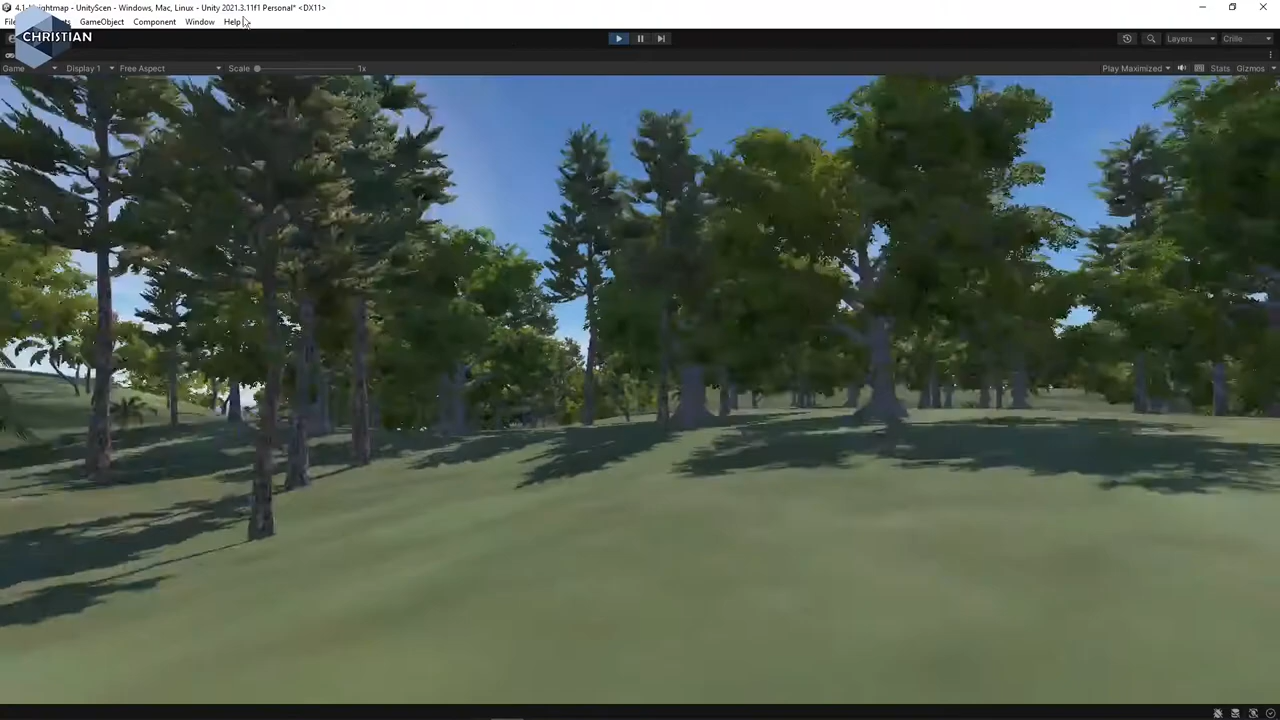 4.1 Heightmap - UnityScen - Windows, Mac, Linux - Unity 2021.3.11f1 Personal* <DX11>
GameObject Component Window Help
CHRISTIAN
Layers Crille
Game Display 1 Free Aspect Scale 1x Play Maximized Stats Gizmos